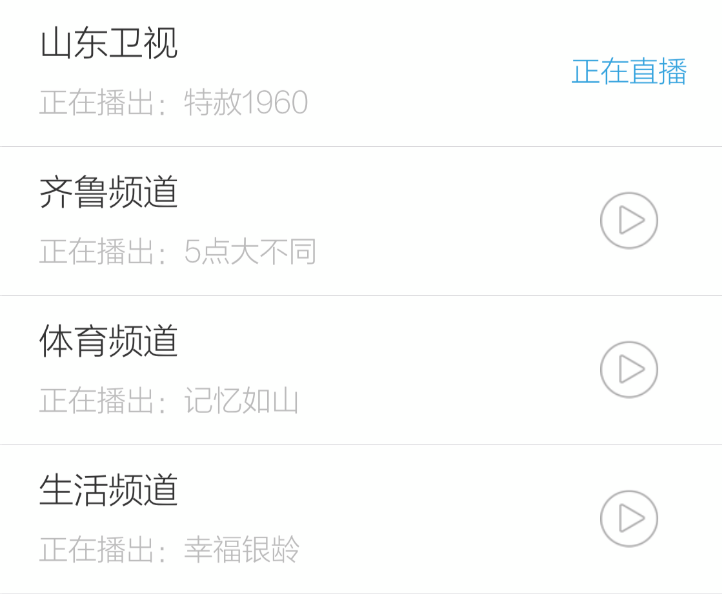 山东卫视
正在播出：特赦1960
正在直播
齐鲁频道
正在播出：5点大不同
体育频道
正在播出：记忆如山
生活频道
正在播出：幸福银龄